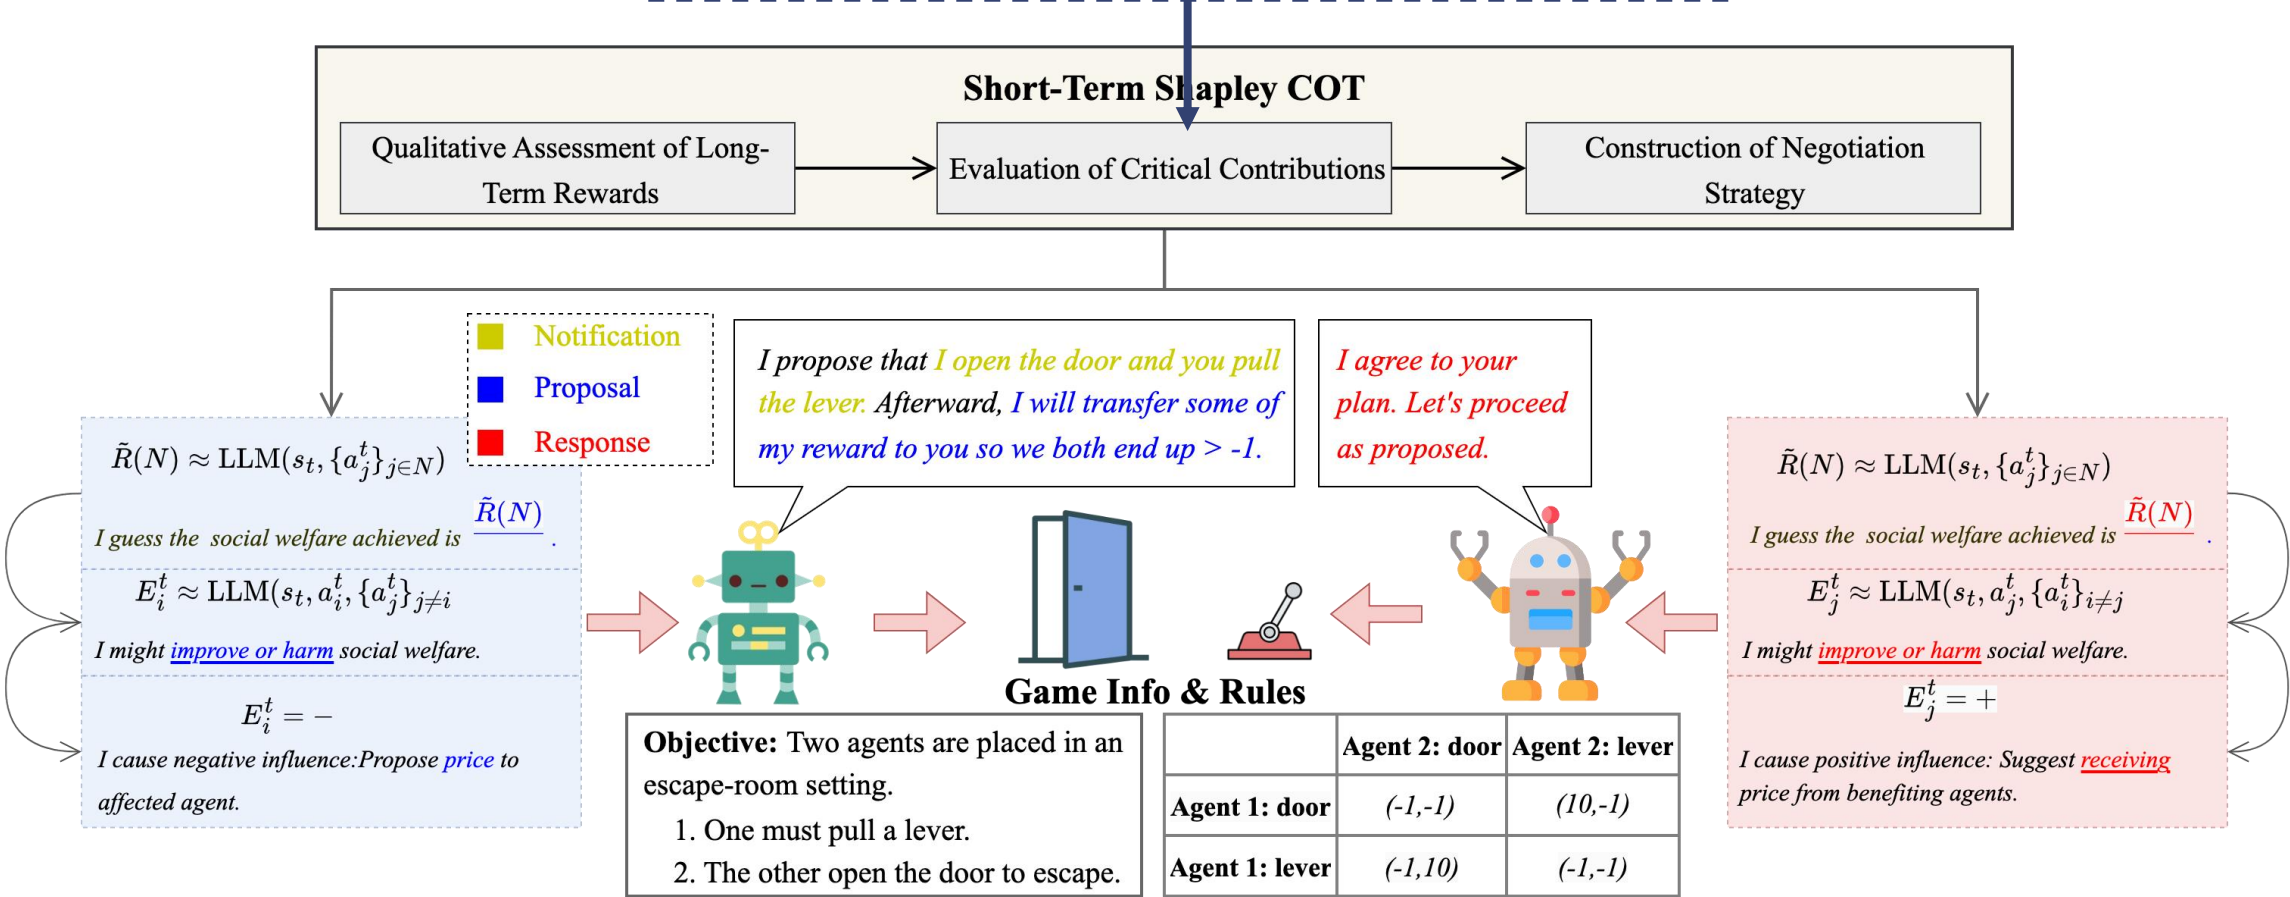 Short-Term Shapley COT
Qualitative Assessment of Long-
Term Rewards
Evaluation of Critical Contributions
Construction of Negotiation
Strategy
Notification
Proposal
Response
I propose that I open the door and you pull
the lever. Afterward, I will transfer some of
my reward to you so we both end up > -1.
I agree to your
plan. Let's proceed
as proposed.
R̃(N) ≈ LLM(s_t, {a_j^t}_{j∈N})
I guess the  social welfare achieved is R̃(N) .
E_i^t ≈ LLM(s_t, a_i^t, {a_j^t}_{j≠i}
I might improve or harm social welfare.
E_i^t = −
I cause negative influence:Propose price to
affected agent.
Game Info & Rules
Objective: Two agents are placed in an
escape-room setting.
1. One must pull a lever.
2. The other open the door to escape.
Agent 2: door Agent 2: lever
Agent 1: door (-1,-1) (10,-1)
Agent 1: lever (-1,10) (-1,-1)
R̃(N) ≈ LLM(s_t, {a_j^t}_{j∈N})
I guess the  social welfare achieved is R̃(N) .
E_j^t ≈ LLM(s_t, a_j^t, {a_i^t}_{i≠j}
I might improve or harm social welfare.
E_j^t = +
I cause positive influence: Suggest receiving
price from benefiting agents.